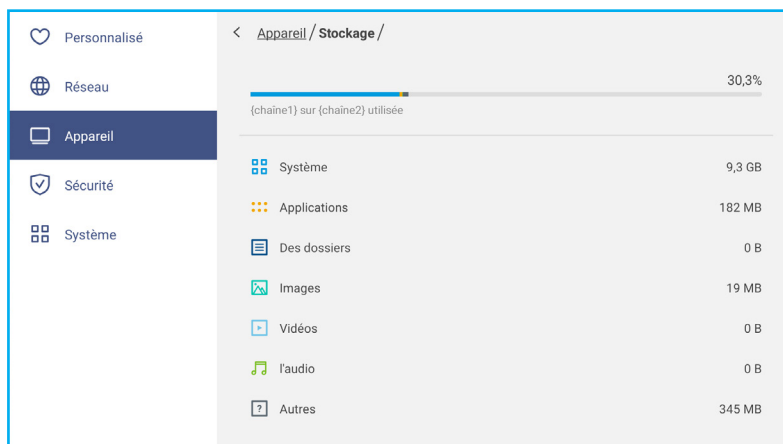 Personnalisé
Réseau
Appareil
Sécurité
Système
< Appareil / Stockage /
30,3%
{chaîne1} sur {chaîne2} utilisée
Système 9,3 GB
Applications 182 MB
Des dossiers 0 B
Images 19 MB
Vidéos 0 B
l'audio 0 B
? Autres 345 MB